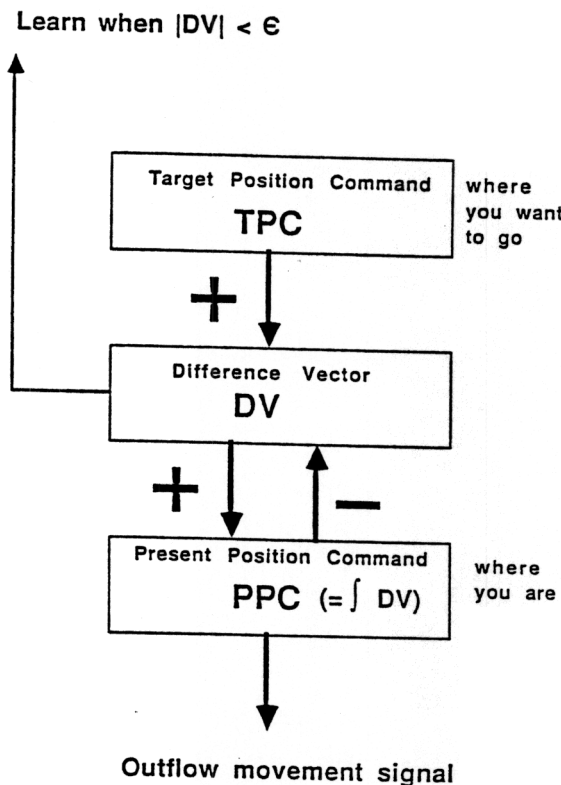 Learn when |DV| < ϵ
Target Position Command
TPC
where
you want
to go
+
Difference Vector
DV
+
−
Present Position Command
PPC (= ∫ DV)
where
you are
Outflow movement signal